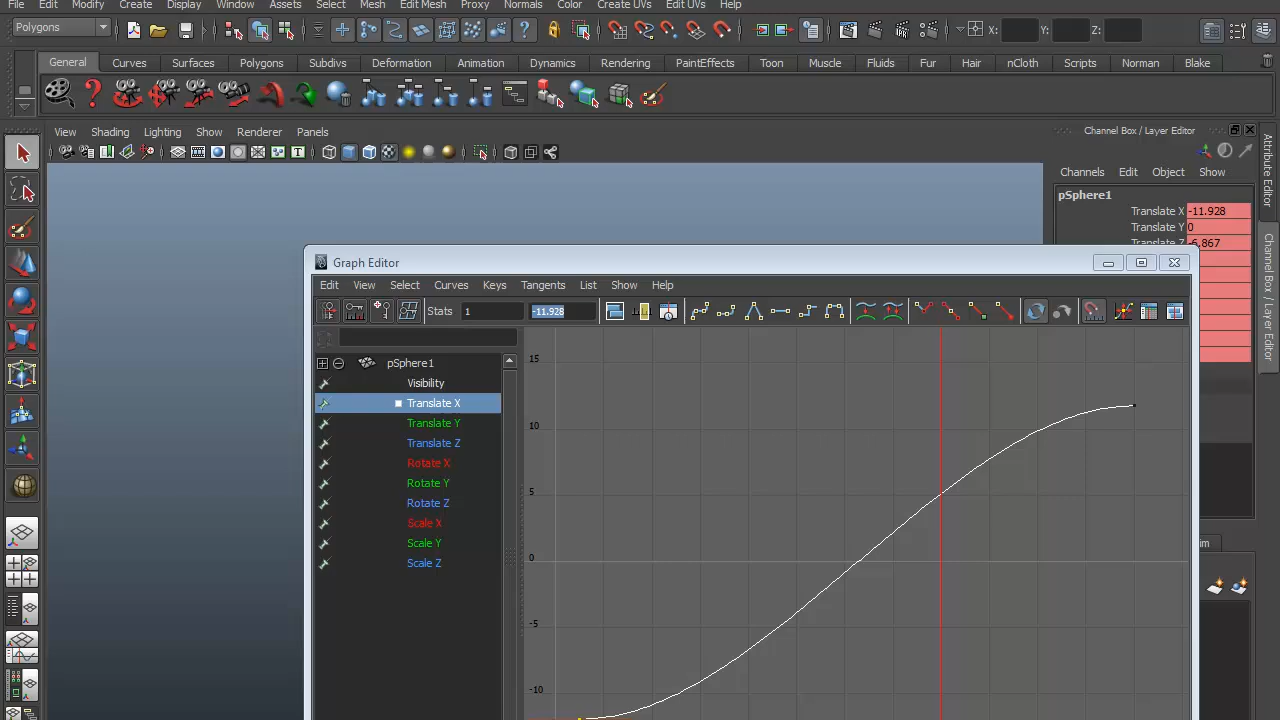 File Edit Modify Create Display Window Assets Select Mesh Edit Mesh Proxy Normals Color Create UVs Edit UVs Help
Polygons X: Y: Z:
General Curves Surfaces Polygons Subdivs Deformation Animation Dynamics Rendering PaintEffects Toon Muscle Fluids Fur Hair nCloth Scripts Norman Blake
View Shading Lighting Show Renderer Panels
Channel Box / Layer Editor
Channels Edit Object Show
pSphere1
Translate X -11.928
Translate Y 0
Translate Z -6.867
Attribute Editor
Channel Box / Layer Editor
Graph Editor
Edit View Select Curves Keys Tangents List Show Help
Stats 1 -11.928
pSphere1
Visibility
Translate X
Translate Y
Translate Z
Rotate X
Rotate Y
Rotate Z
Scale X
Scale Y
Scale Z
15
10
5
0
-5
-10